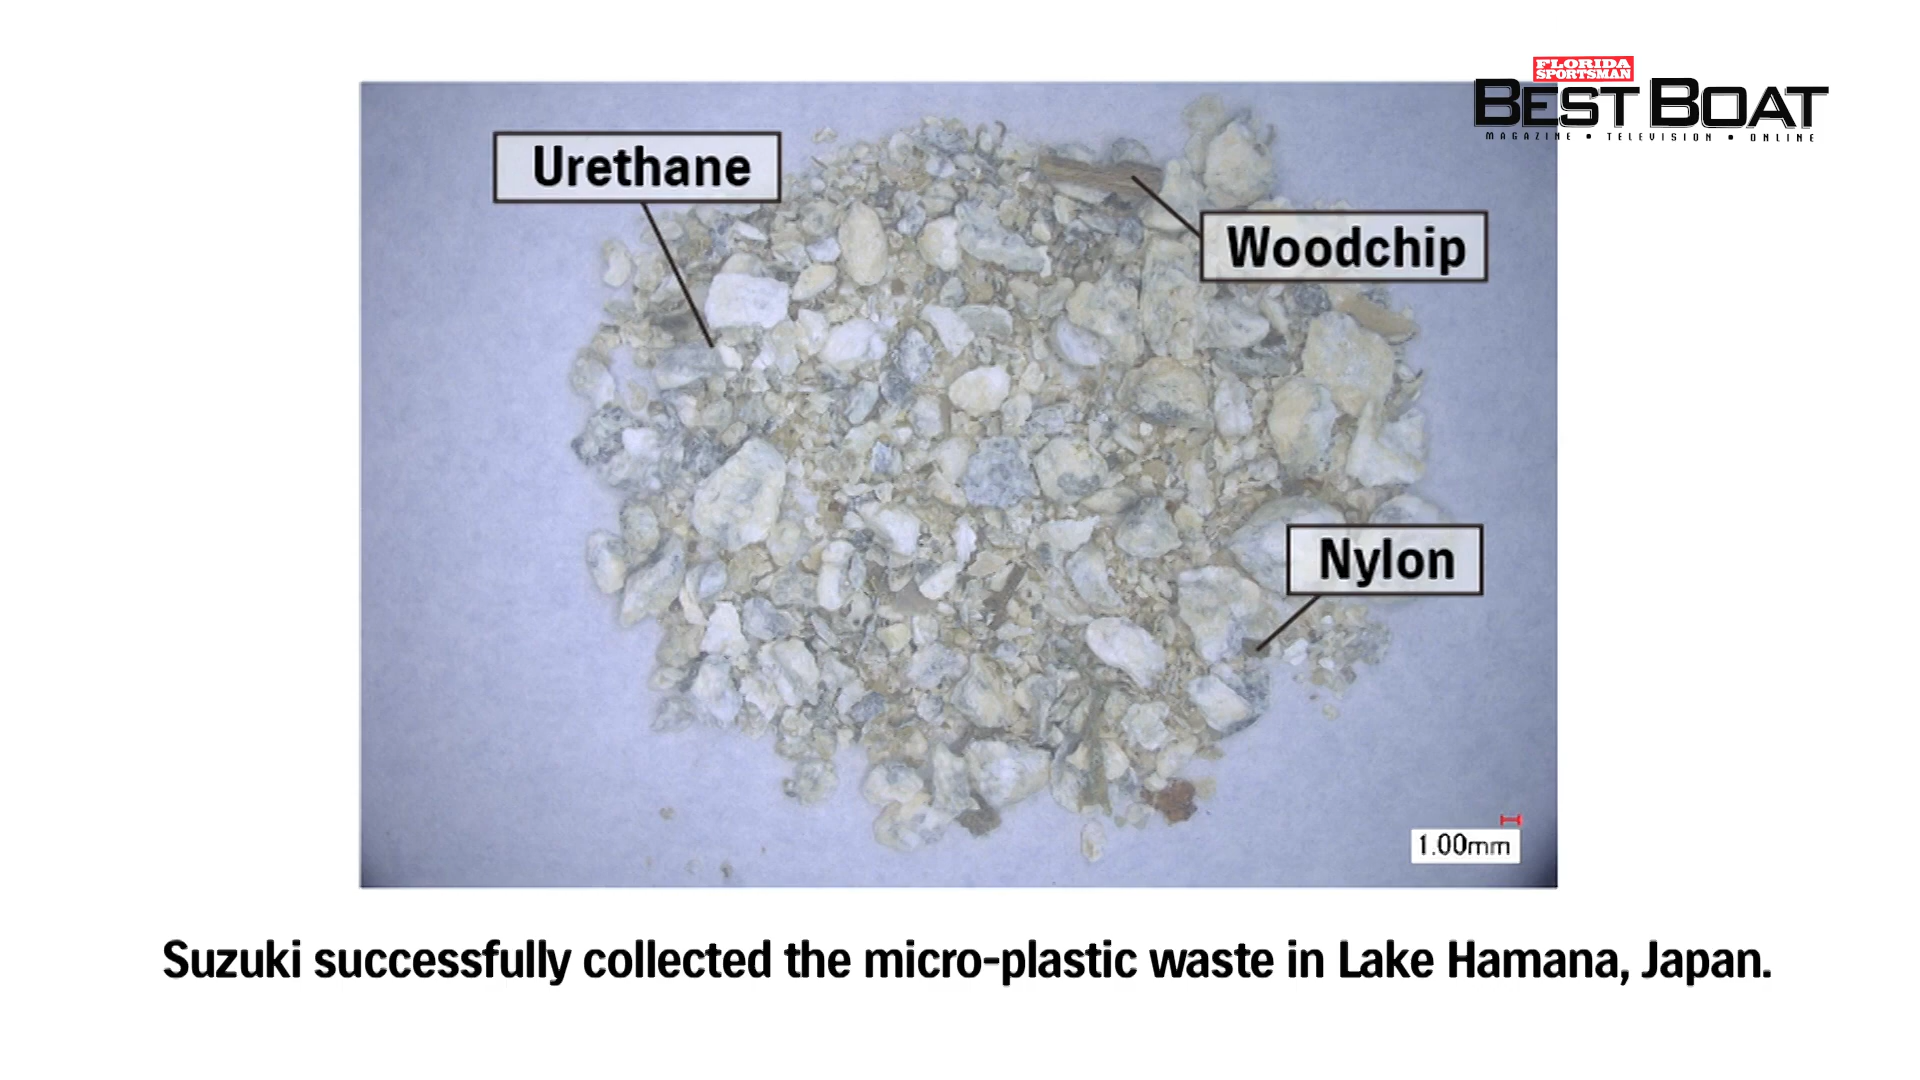 FLORIDA
SPORTSMAN
BEST BOAT
MAGAZINE • TELEVISION • ONLINE
Urethane
Woodchip
Nylon
1.00mm
Suzuki successfully collected the micro-plastic waste in Lake Hamana, Japan.